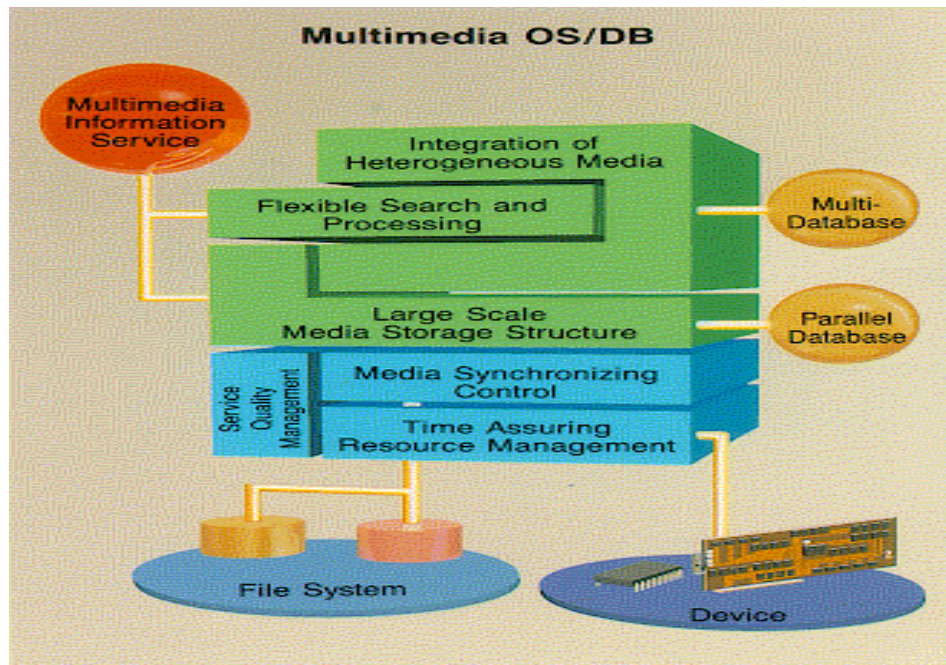 Multimedia OS/DB
Multimedia
Information
Service
Integration of
Heterogeneous Media
Flexible Search and
Processing
Multi-
Database
Large Scale
Media Storage Structure
Parallel
Database
Service
Quality
Management
Media Synchronizing
Control
Time Assuring
Resource Management
File System
Device